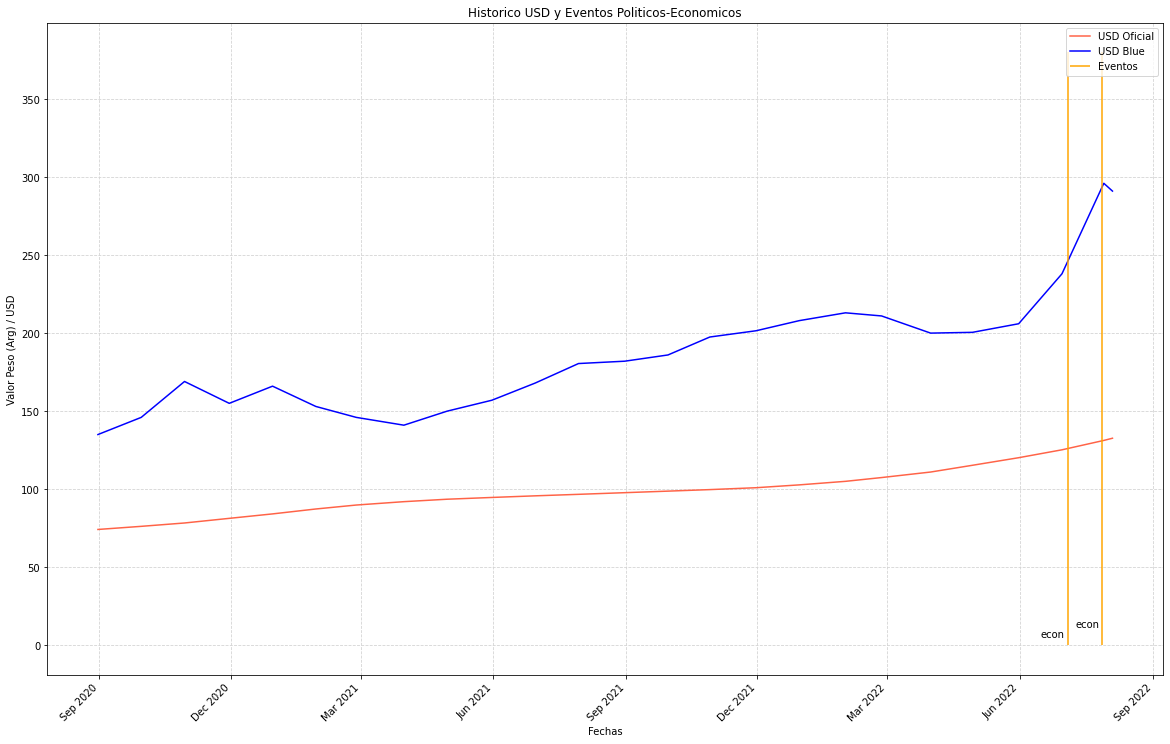 Historico USD y Eventos Politicos-Economicos
USD Oficial
USD Blue
Eventos
Valor Peso (Arg) / USD
350
300
250
200
150
100
50
0
econ
econ
Sep 2020
Dec 2020
Mar 2021
Jun 2021
Sep 2021
Dec 2021
Mar 2022
Jun 2022
Sep 2022
Fechas